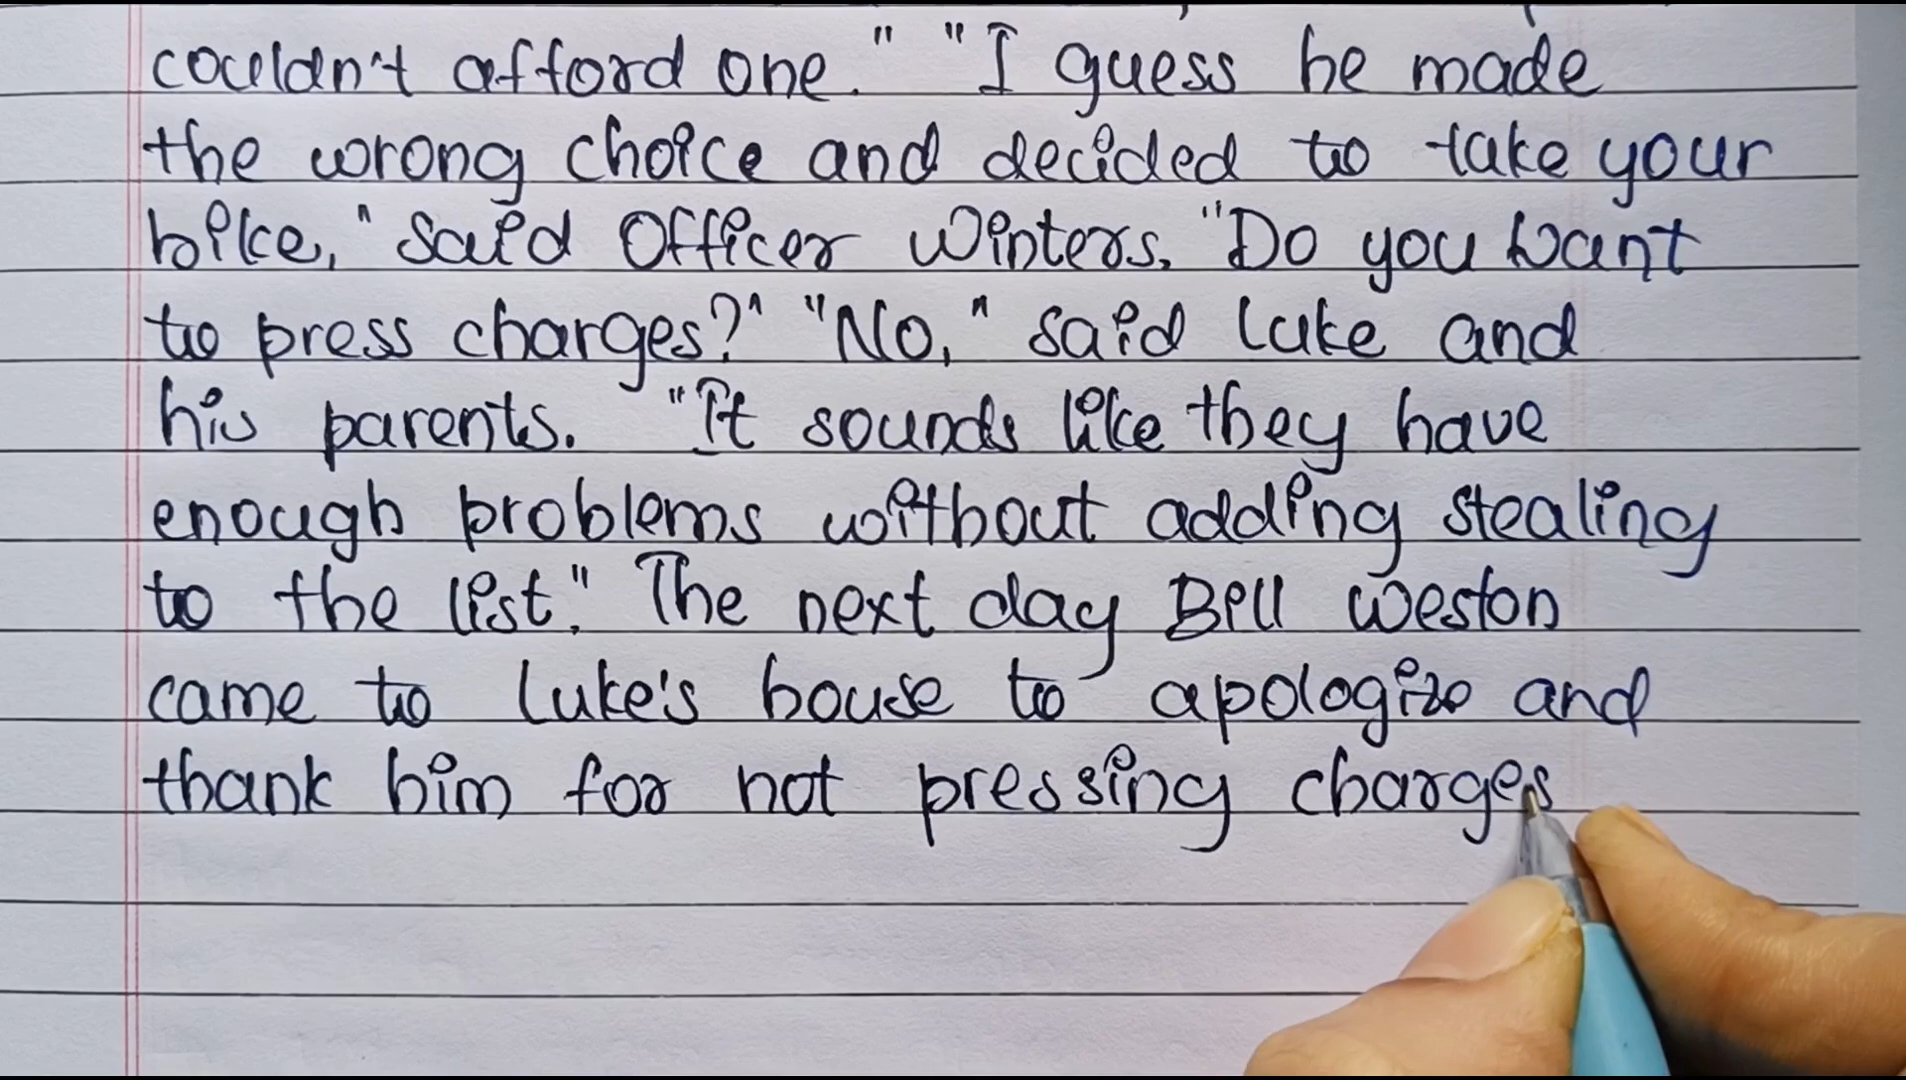 couldn't afford one." "I guess he made
the wrong choice and decided to take your
bike," said Officer Winters. "Do you want
to press charges?" "No," said Luke and
his parents. "It sounds like they have
enough problems without adding stealing
to the list." The next day Bill Weston
came to Luke's house to apologize and
thank him for not pressing charges